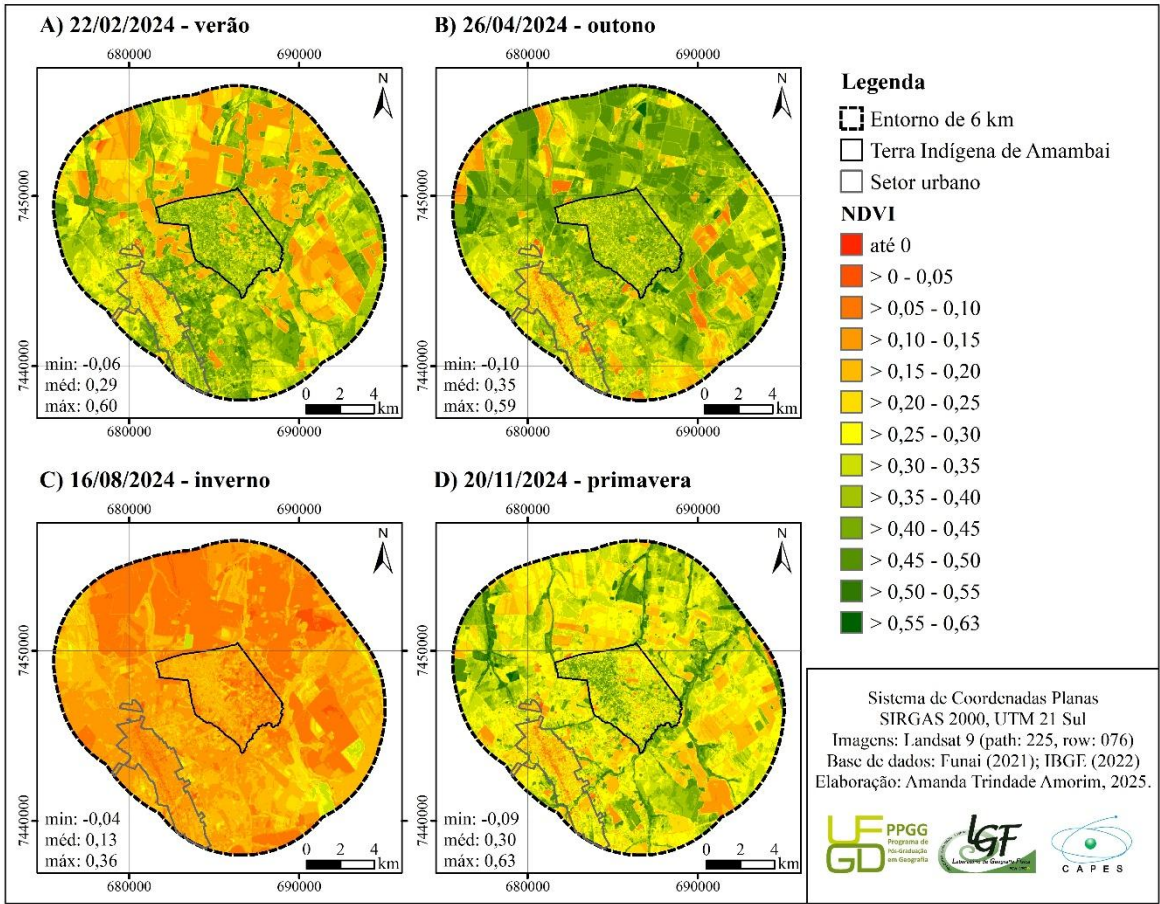 A) 22/02/2024 - verão
680000
690000
N
7450000
7440000
min: -0,06
méd: 0,29
máx: 0,60
0 2 4
km
680000
690000
B) 26/04/2024 - outono
680000
690000
N
7450000
7440000
min: -0,10
méd: 0,35
máx: 0,59
0 2 4
km
680000
690000
C) 16/08/2024 - inverno
680000
690000
N
7450000
7440000
min: -0,04
méd: 0,13
máx: 0,36
0 2 4
km
D) 20/11/2024 - primavera
680000
690000
N
7450000
7440000
min: -0,09
méd: 0,30
máx: 0,63
0 2 4
km
Legenda
Entorno de 6 km
Terra Indígena de Amambai
Setor urbano
NDVI
até 0
> 0 - 0,05
> 0,05 - 0,10
> 0,10 - 0,15
> 0,15 - 0,20
> 0,20 - 0,25
> 0,25 - 0,30
> 0,30 - 0,35
> 0,35 - 0,40
> 0,40 - 0,45
> 0,45 - 0,50
> 0,50 - 0,55
> 0,55 - 0,63
Sistema de Coordenadas Planas
SIRGAS 2000, UTM 21 Sul
Imagens: Landsat 9 (path: 225, row: 076)
Base de dados: Funai (2021); IBGE (2022)
Elaboração: Amanda Trindade Amorim, 2025.
UF
GD
PPGG
Programa de
Pós-Graduação
em Geografia
LGF
Laboratório de Geografia Física
CAPES